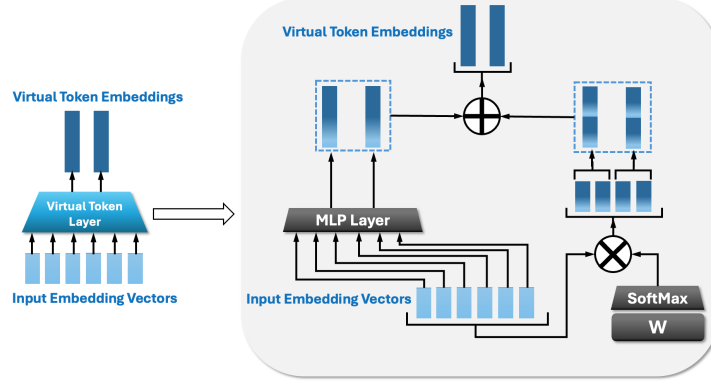 Virtual Token Embeddings
Virtual Token
Layer
Input Embedding Vectors
Virtual Token Embeddings
MLP Layer
Input Embedding Vectors
SoftMax
W